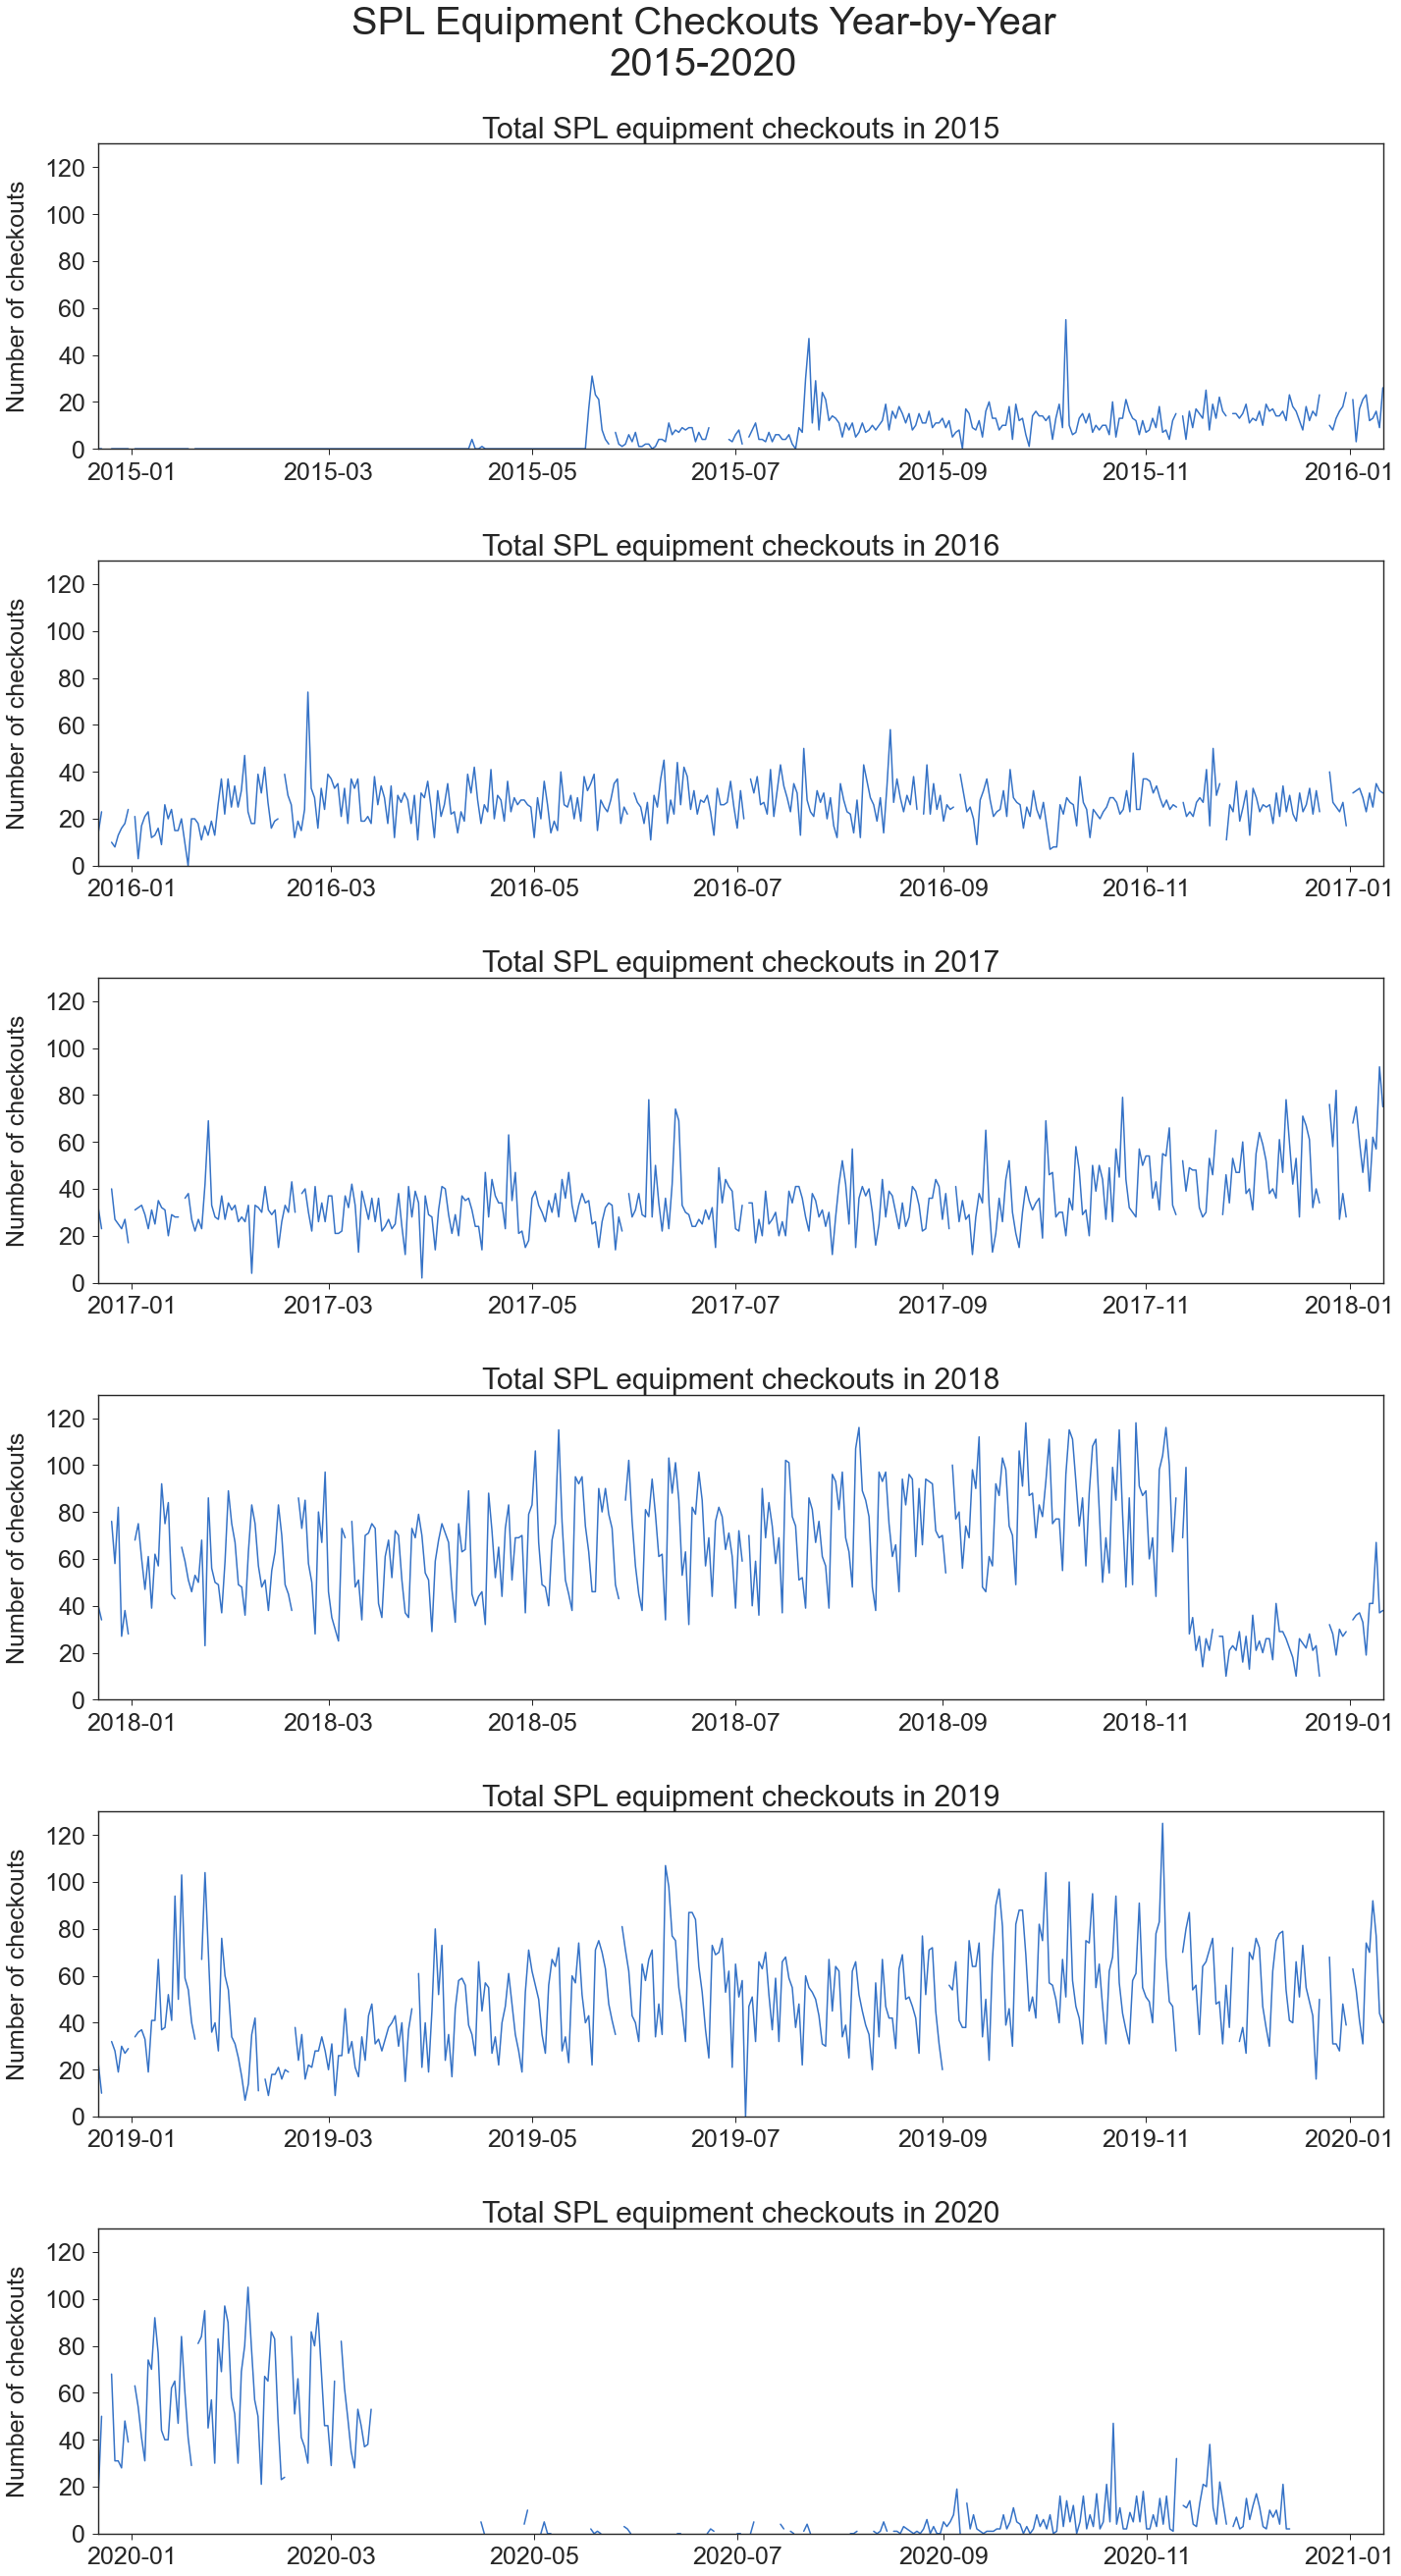 SPL Equipment Checkouts Year-by-Year
2015-2020
Total SPL equipment checkouts in 2015
Number of checkouts
120
100
80
60
40
20
0
2015-01 2015-03 2015-05 2015-07 2015-09 2015-11 2016-01
Total SPL equipment checkouts in 2016
Number of checkouts
120
100
80
60
40
20
0
2016-01 2016-03 2016-05 2016-07 2016-09 2016-11 2017-01
Total SPL equipment checkouts in 2017
Number of checkouts
120
100
80
60
40
20
0
2017-01 2017-03 2017-05 2017-07 2017-09 2017-11 2018-01
Total SPL equipment checkouts in 2018
Number of checkouts
120
100
80
60
40
20
0
2018-01 2018-03 2018-05 2018-07 2018-09 2018-11 2019-01
Total SPL equipment checkouts in 2019
Number of checkouts
120
100
80
60
40
20
0
2019-01 2019-03 2019-05 2019-07 2019-09 2019-11 2020-01
Total SPL equipment checkouts in 2020
Number of checkouts
120
100
80
60
40
20
0
2020-01 2020-03 2020-05 2020-07 2020-09 2020-11 2021-01